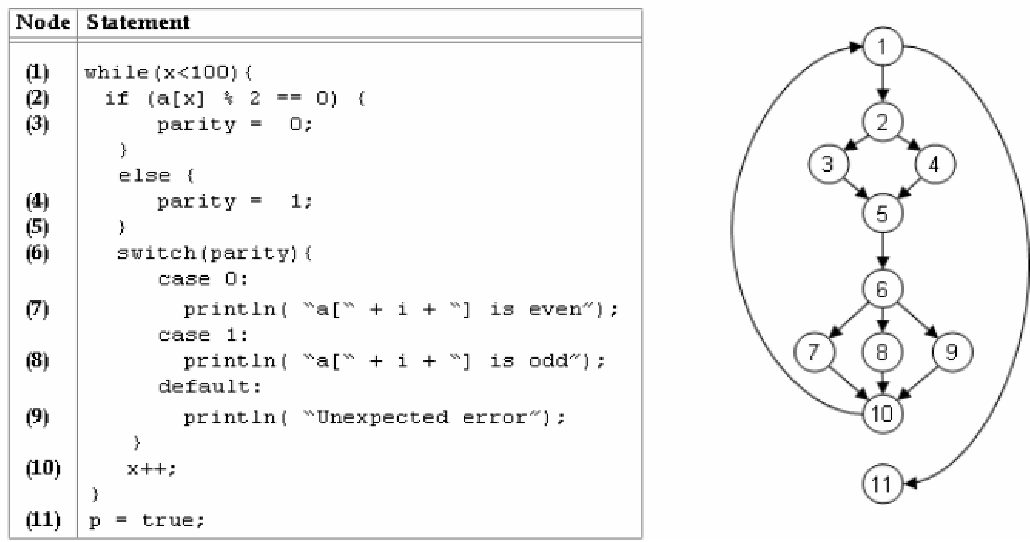 Node Statement
(1) while(x<100){
(2) if (a[x] % 2 == 0) {
(3) parity = 0;
}
else {
(4) parity = 1;
(5) }
(6) switch(parity){
case 0:
(7) println( “a[“ + i + “] is even”);
case 1:
(8) println( “a[“ + i + “] is odd”);
default:
(9) println( “Unexpected error”);
}
(10) x++;
}
(11) p = true;
1
2
3 4
5
6
7 8 9
10
11